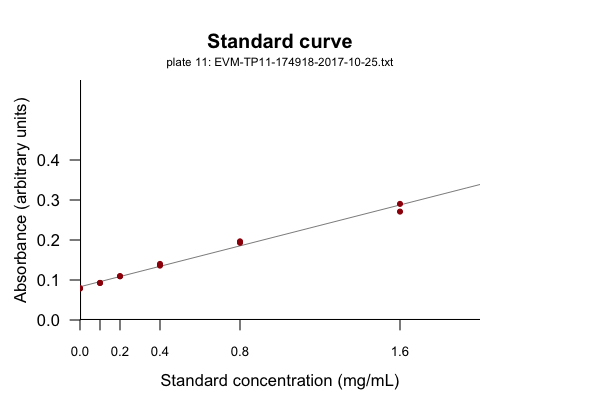 Standard curve
plate 11: EVM-TP11-174918-2017-10-25.txt
Absorbance (arbitrary units)
0.4
0.3
0.2
0.1
0.0
0.0 0.2 0.4 0.8 1.6
Standard concentration (mg/mL)